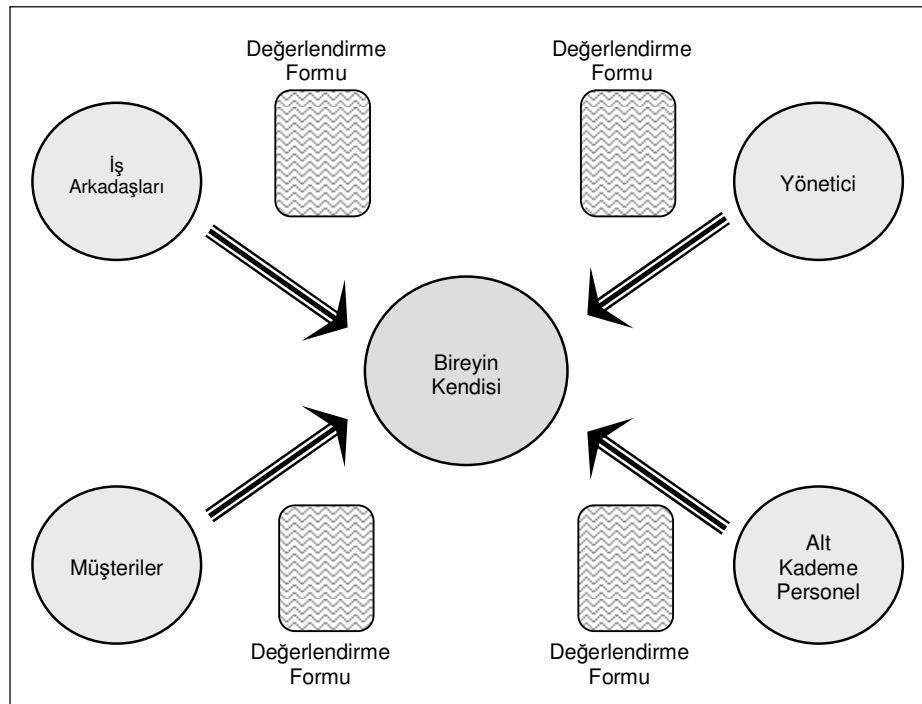 Değerlendirme
Formu
Değerlendirme
Formu
İş
Arkadaşları
Yönetici
Bireyin
Kendisi
Müşteriler
Alt
Kademe
Personel
Değerlendirme
Formu
Değerlendirme
Formu